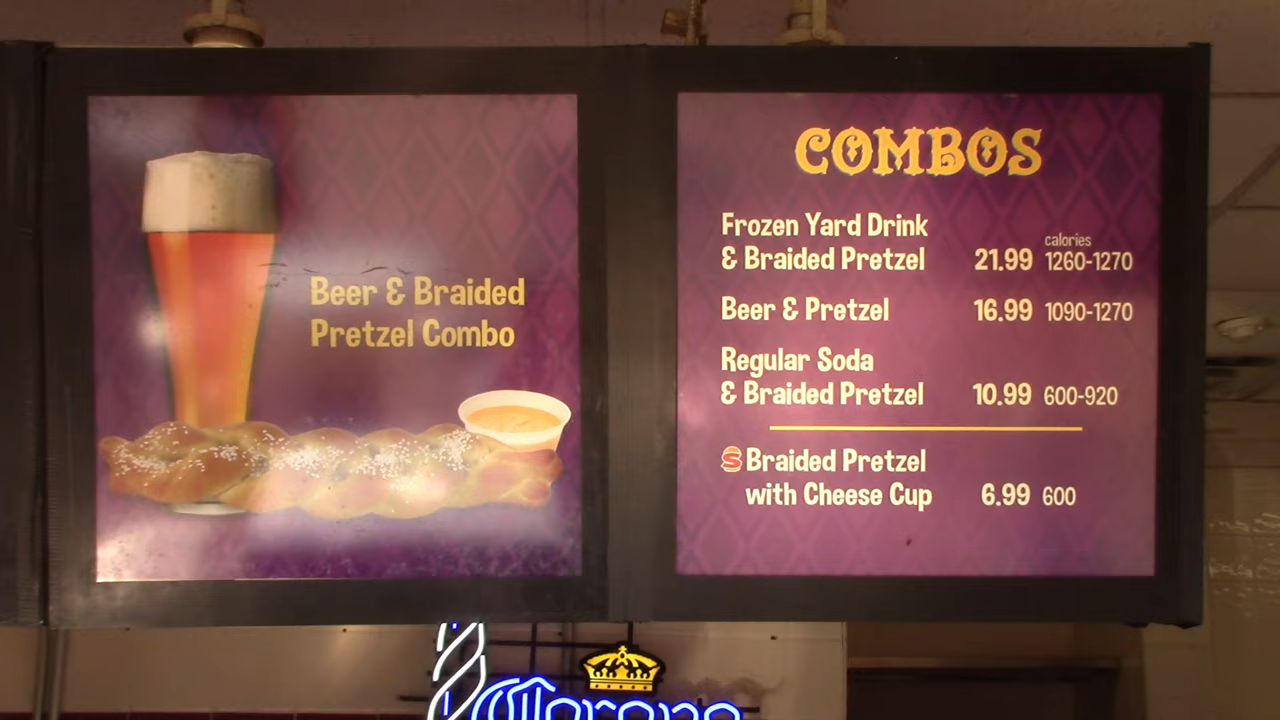 Beer & Braided
Pretzel Combo
COMBOS
Frozen Yard Drink
& Braided Pretzel 21.99 calories 1260-1270
Beer & Pretzel 16.99 1090-1270
Regular Soda
& Braided Pretzel 10.99 600-920
S Braided Pretzel
with Cheese Cup 6.99 600
Corona